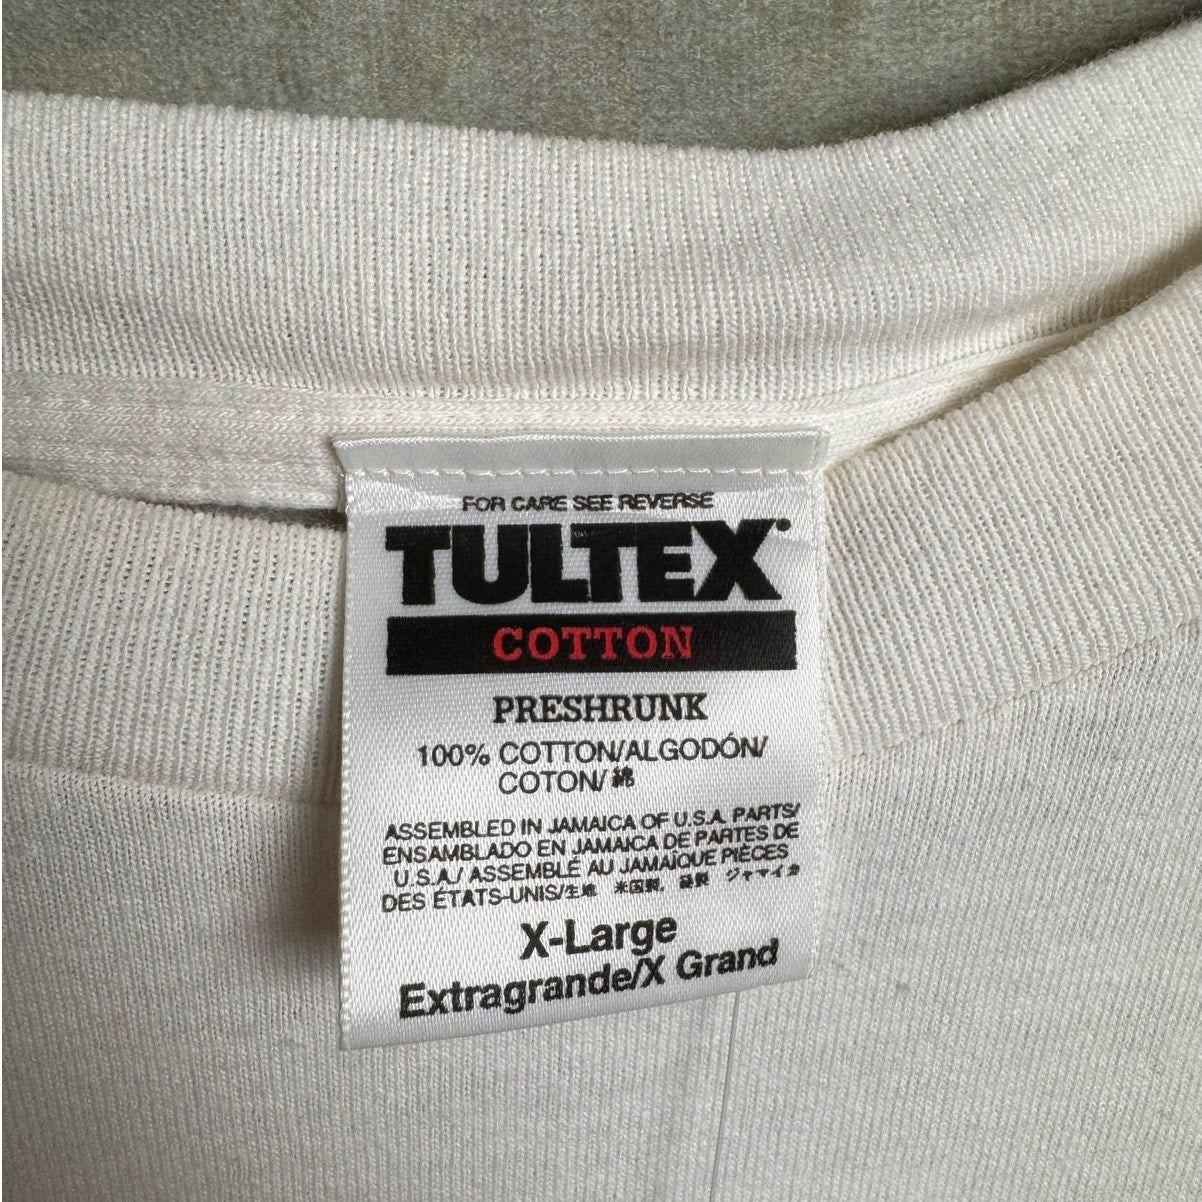 FOR CARE SEE REVERSE
TULTEX
COTTON
PRESHRUNK
100% COTTON/ALGODÓN/
COTON/綿
ASSEMBLED IN JAMAICA OF U.S.A. PARTS/
ENSAMBLADO EN JAMAICA DE PARTES DE
U.S.A./ ASSEMBLÉ AU JAMAÏQUE PIÈCES
DES ÉTATS-UNIS/生地 米国製, 縫製 ジャマイカ
X-Large
Extragrande/X Grand